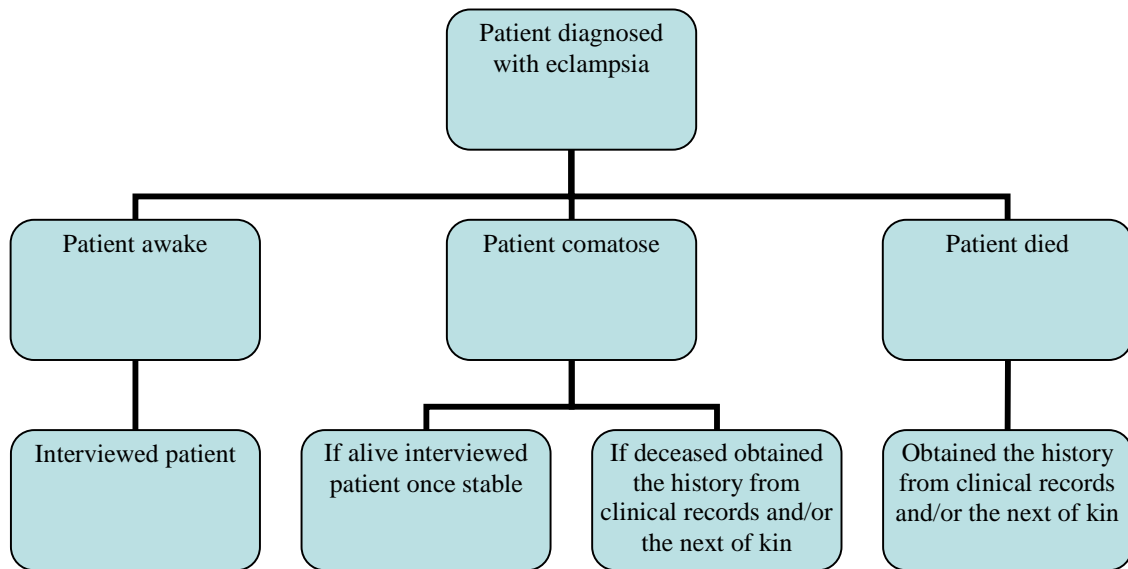 Patient diagnosed
with eclampsia
Patient awake
Patient comatose
Patient died
Interviewed patient
If alive interviewed
patient once stable
If deceased obtained
the history from
clinical records and/or
the next of kin
Obtained the history
from clinical records
and/or the next of kin